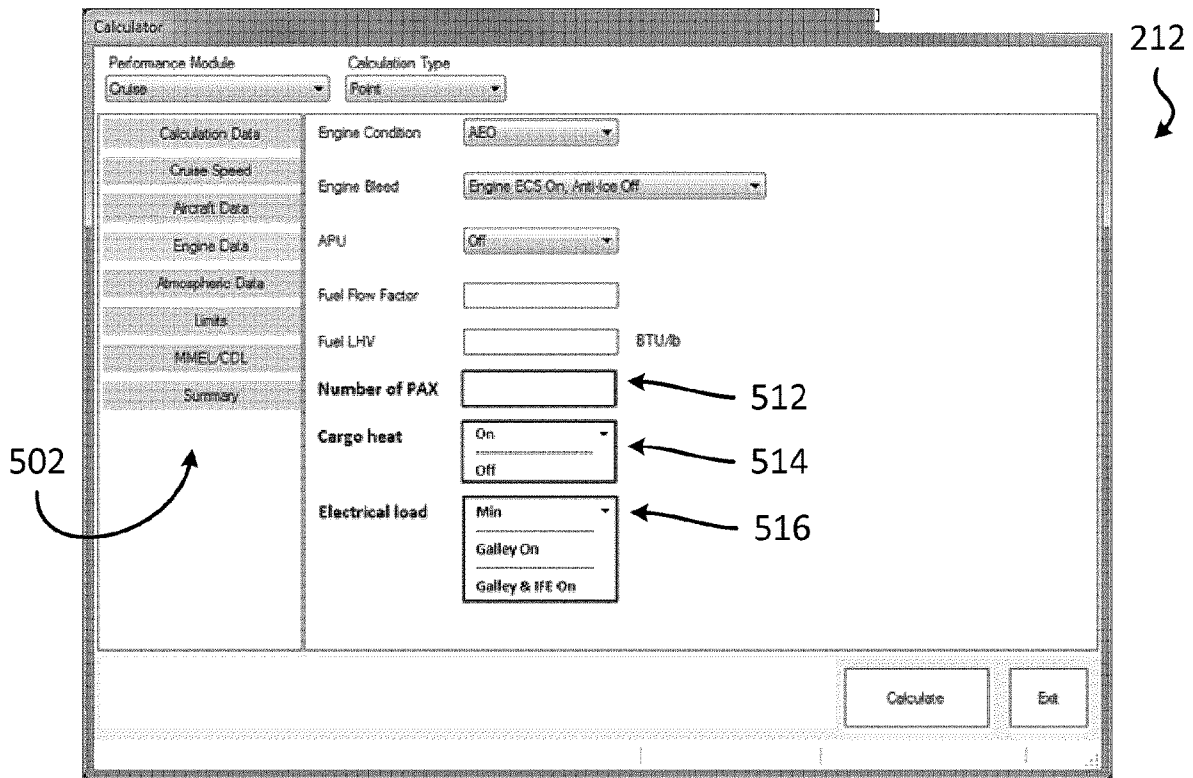 Calculator
212
Performance Module Calculation Type
Cruise Point
Calculation Data
Cruise Speed
Aircraft Data
Engine Data
Atmospheric Data
Limits
MMEL/CDL
Summary
502
Engine Condition AEO
Engine Bleed Engine ECS On, Anti-Ice Off
APU Off
Fuel Flow Factor
Fuel LHV BTU/lb
Number of PAX 512
Cargo heat On
Off
514
Electrical load Min
Galley On
Galley & IFE On
516
Calculate Exit